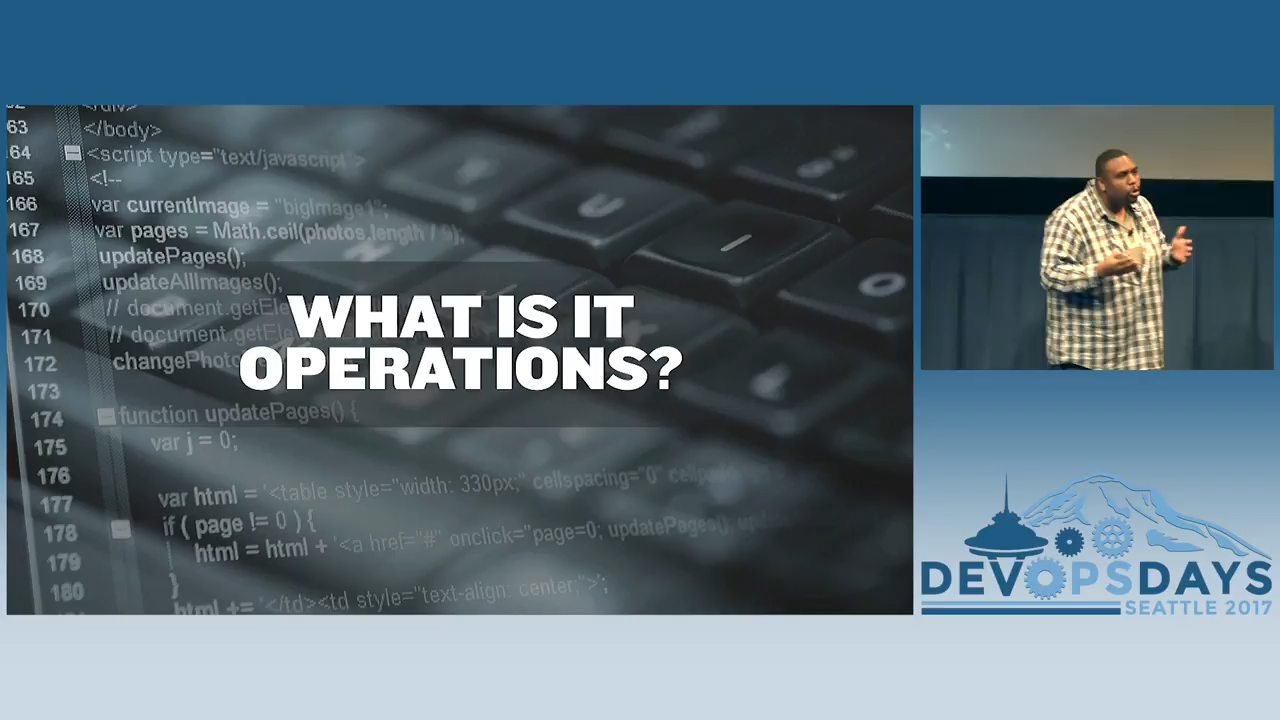 63
</body>
164
<script type="text/javascript">
165
<!--
166
var currentImage = "bigImage1";
167
var pages = Math.ceil(photos.length / 9);
168
updatePages();
169
updateAllImages();
170
// document.getEle
171
// document.getEle
172
changePhoto
173
WHAT IS IT
OPERATIONS?
174
function updatePages() {
175
var j = 0;
176
177
var html = '<table style="width: 330px;" cellspacing="0"
178
if ( page != 0 ) {
179
html = html + '<a href="#" onclick="page=0; updatePages();
180
}
html += '</td><td style="text-align: center;">';
U
I
O
DEVOPSDAYS
SEATTLE 2017